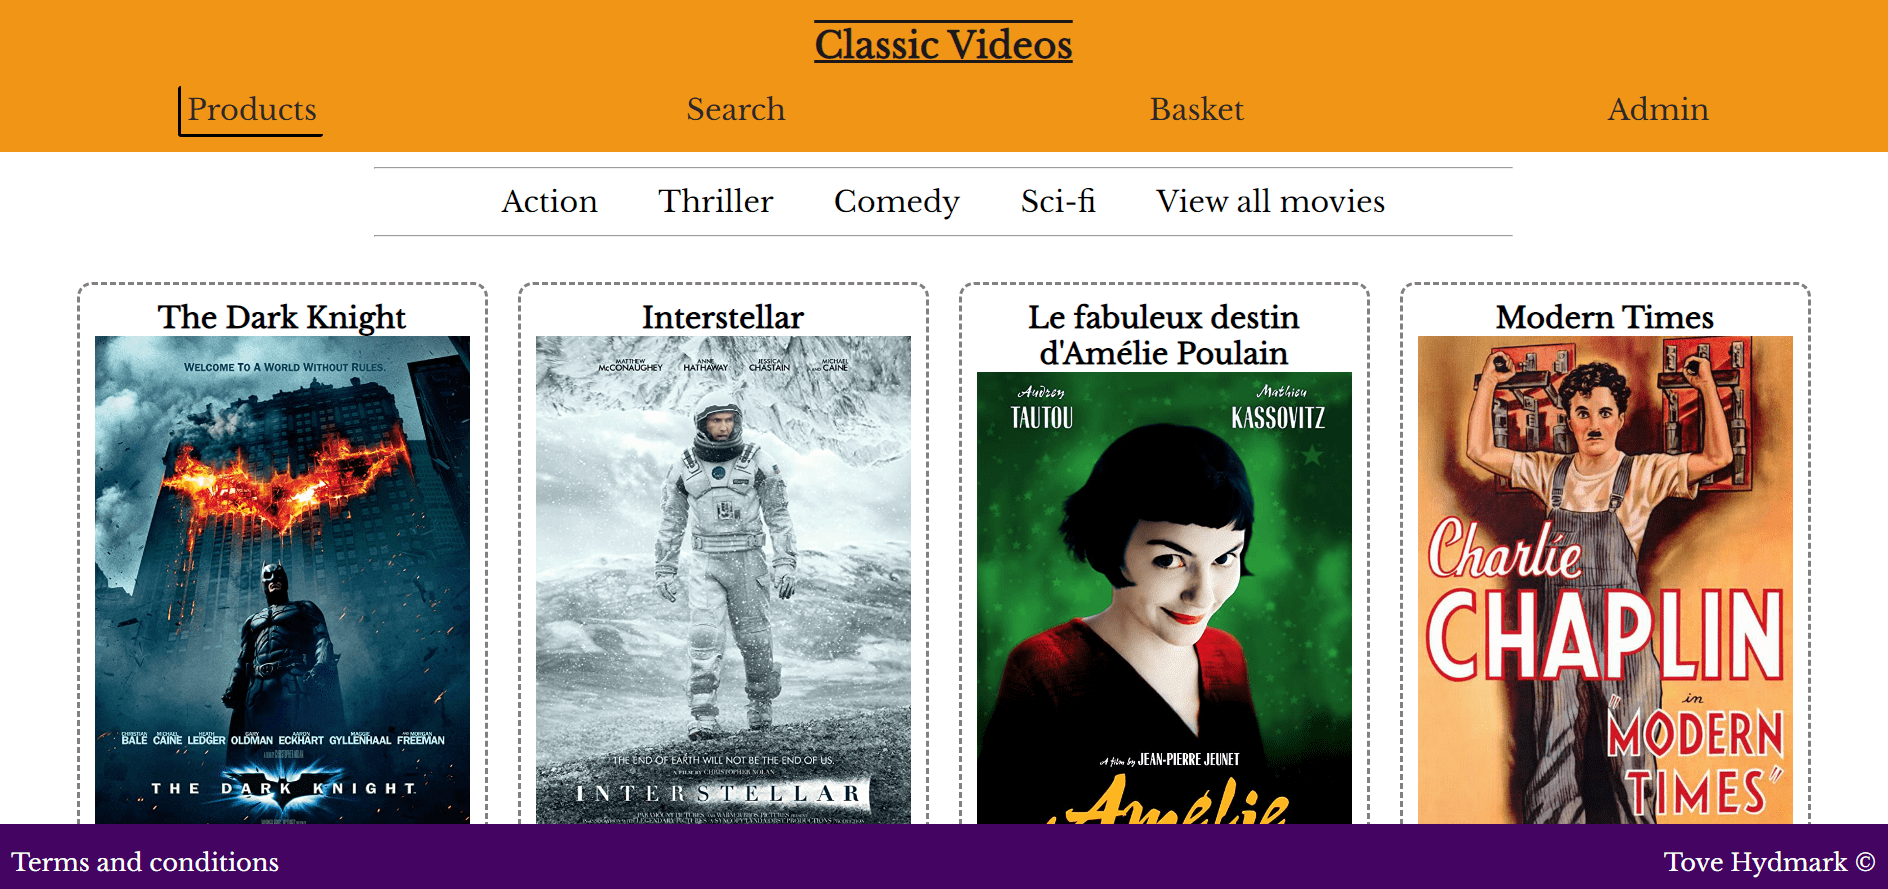 Classic Videos
Products Search Basket Admin
Action Thriller Comedy Sci-fi View all movies
The Dark Knight
WELCOME TO A WORLD WITHOUT RULES.
CHRISTIAN BALE MICHAEL CAINE HEATH LEDGER GARY OLDMAN AARON ECKHART MAGGIE GYLLENHAAL AND MORGAN FREEMAN
THE DARK KNIGHT
Interstellar
MATTHEW McCONAUGHEY ANNE HATHAWAY JESSICA CHASTAIN AND MICHAEL CAINE
THE END OF EARTH WILL NOT BE THE END OF US.
A FILM BY CHRISTOPHER NOLAN
INTERSTELLAR
Le fabuleux destin
d'Amélie Poulain
Audrey Mathieu
TAUTOU KASSOVITZ
A film by JEAN-PIERRE JEUNET
Amélie
Modern Times
Charlie
CHAPLIN
in
"MODERN
TIMES"
Terms and conditions Tove Hydmark ©